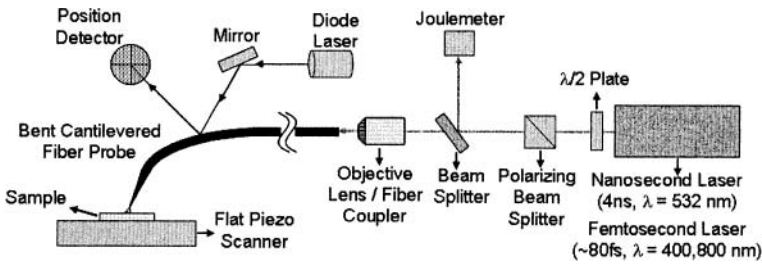 Position
Detector
Mirror
Diode
Laser
Joulemeter
λ/2 Plate
Bent Cantilevered
Fiber Probe
Sample
Flat Piezo
Scanner
Objective
Lens / Fiber
Coupler
Beam
Splitter
Polarizing
Beam
Splitter
Nanosecond Laser
(4ns, λ = 532 nm)
Femtosecond Laser
(~80fs, λ = 400,800 nm)